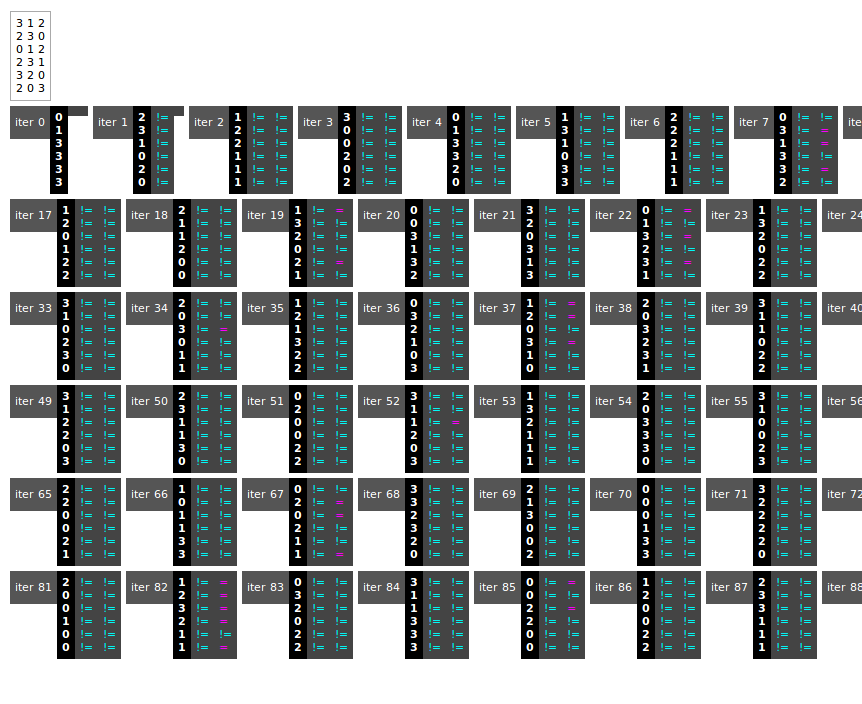 3 1 2
2 3 0
0 1 2
2 3 1
3 2 0
2 0 3
iter 0 iter 1 iter 2 iter 3 iter 4 iter 5 iter 6 iter 7 ite
0 2 != 1 != != 3 != != 0 != != 1 != != 2 != != 0 != !=
1 3 != 2 != != 0 != != 1 != != 3 != != 2 != != 3 != =
3 1 != 2 != != 0 != != 3 != != 1 != != 2 != != 1 != =
3 0 != 1 != != 2 != != 3 != != 0 != != 1 != != 3 != !=
3 2 != 1 != != 0 != != 2 != != 3 != != 1 != != 3 != =
3 0 != 1 != != 2 != != 0 != != 3 != != 1 != != 2 != !=
iter 17 iter 18 iter 19 iter 20 iter 21 iter 22 iter 23 iter 24
1 != != 2 != != 1 != = 0 != != 3 != != 0 != = 1 != !=
2 != != 1 != != 3 != != 0 != != 2 != != 1 != != 3 != !=
0 != != 1 != != 2 != != 3 != != 0 != != 3 != = 2 != !=
1 != != 2 != != 0 != != 1 != != 3 != != 2 != != 0 != !=
2 != != 0 != != 2 != = 3 != != 1 != != 3 != = 2 != !=
2 != != 0 != != 1 != != 2 != != 3 != != 1 != != 2 != !=
iter 33 iter 34 iter 35 iter 36 iter 37 iter 38 iter 39 iter 40
3 != != 2 != != 1 != != 0 != != 1 != = 2 != != 3 != !=
1 != != 0 != != 2 != != 3 != != 2 != = 0 != != 1 != !=
0 != != 3 != = 1 != != 2 != != 0 != != 3 != != 1 != !=
2 != != 0 != != 3 != != 1 != != 3 != = 2 != != 0 != !=
3 != != 1 != != 2 != != 0 != != 1 != != 3 != != 2 != !=
0 != != 1 != != 2 != != 3 != != 0 != != 1 != != 2 != !=
iter 49 iter 50 iter 51 iter 52 iter 53 iter 54 iter 55 iter 56
3 != != 2 != != 0 != != 3 != != 1 != != 2 != != 3 != !=
1 != != 3 != != 2 != != 1 != != 3 != != 0 != != 1 != !=
2 != != 1 != != 0 != != 1 != = 2 != != 3 != != 0 != !=
2 != != 1 != != 0 != != 2 != != 1 != != 3 != != 0 != !=
0 != != 3 != != 2 != != 0 != != 1 != != 3 != != 2 != !=
3 != != 0 != != 2 != != 3 != != 1 != != 0 != != 3 != !=
iter 65 iter 66 iter 67 iter 68 iter 69 iter 70 iter 71 iter 72
2 != != 1 != != 0 != != 3 != != 2 != != 0 != != 3 != !=
2 != != 0 != != 2 != = 3 != != 1 != != 0 != != 2 != !=
0 != != 1 != != 0 != = 2 != != 3 != != 0 != != 2 != !=
0 != != 1 != != 2 != != 3 != != 0 != != 1 != != 2 != !=
2 != != 3 != != 1 != != 2 != != 0 != != 3 != != 2 != !=
1 != != 3 != != 1 != = 0 != != 2 != != 3 != != 0 != !=
iter 81 iter 82 iter 83 iter 84 iter 85 iter 86 iter 87 iter 88
2 != != 1 != = 0 != != 3 != != 0 != = 1 != != 2 != !=
0 != != 2 != = 3 != != 1 != != 0 != != 2 != != 3 != !=
0 != != 3 != = 2 != != 1 != != 2 != = 0 != != 3 != !=
1 != != 2 != = 0 != != 3 != != 2 != != 0 != != 1 != !=
0 != != 1 != != 2 != != 3 != != 0 != != 2 != != 1 != !=
0 != != 1 != = 2 != != 3 != != 0 != != 2 != != 1 != !=